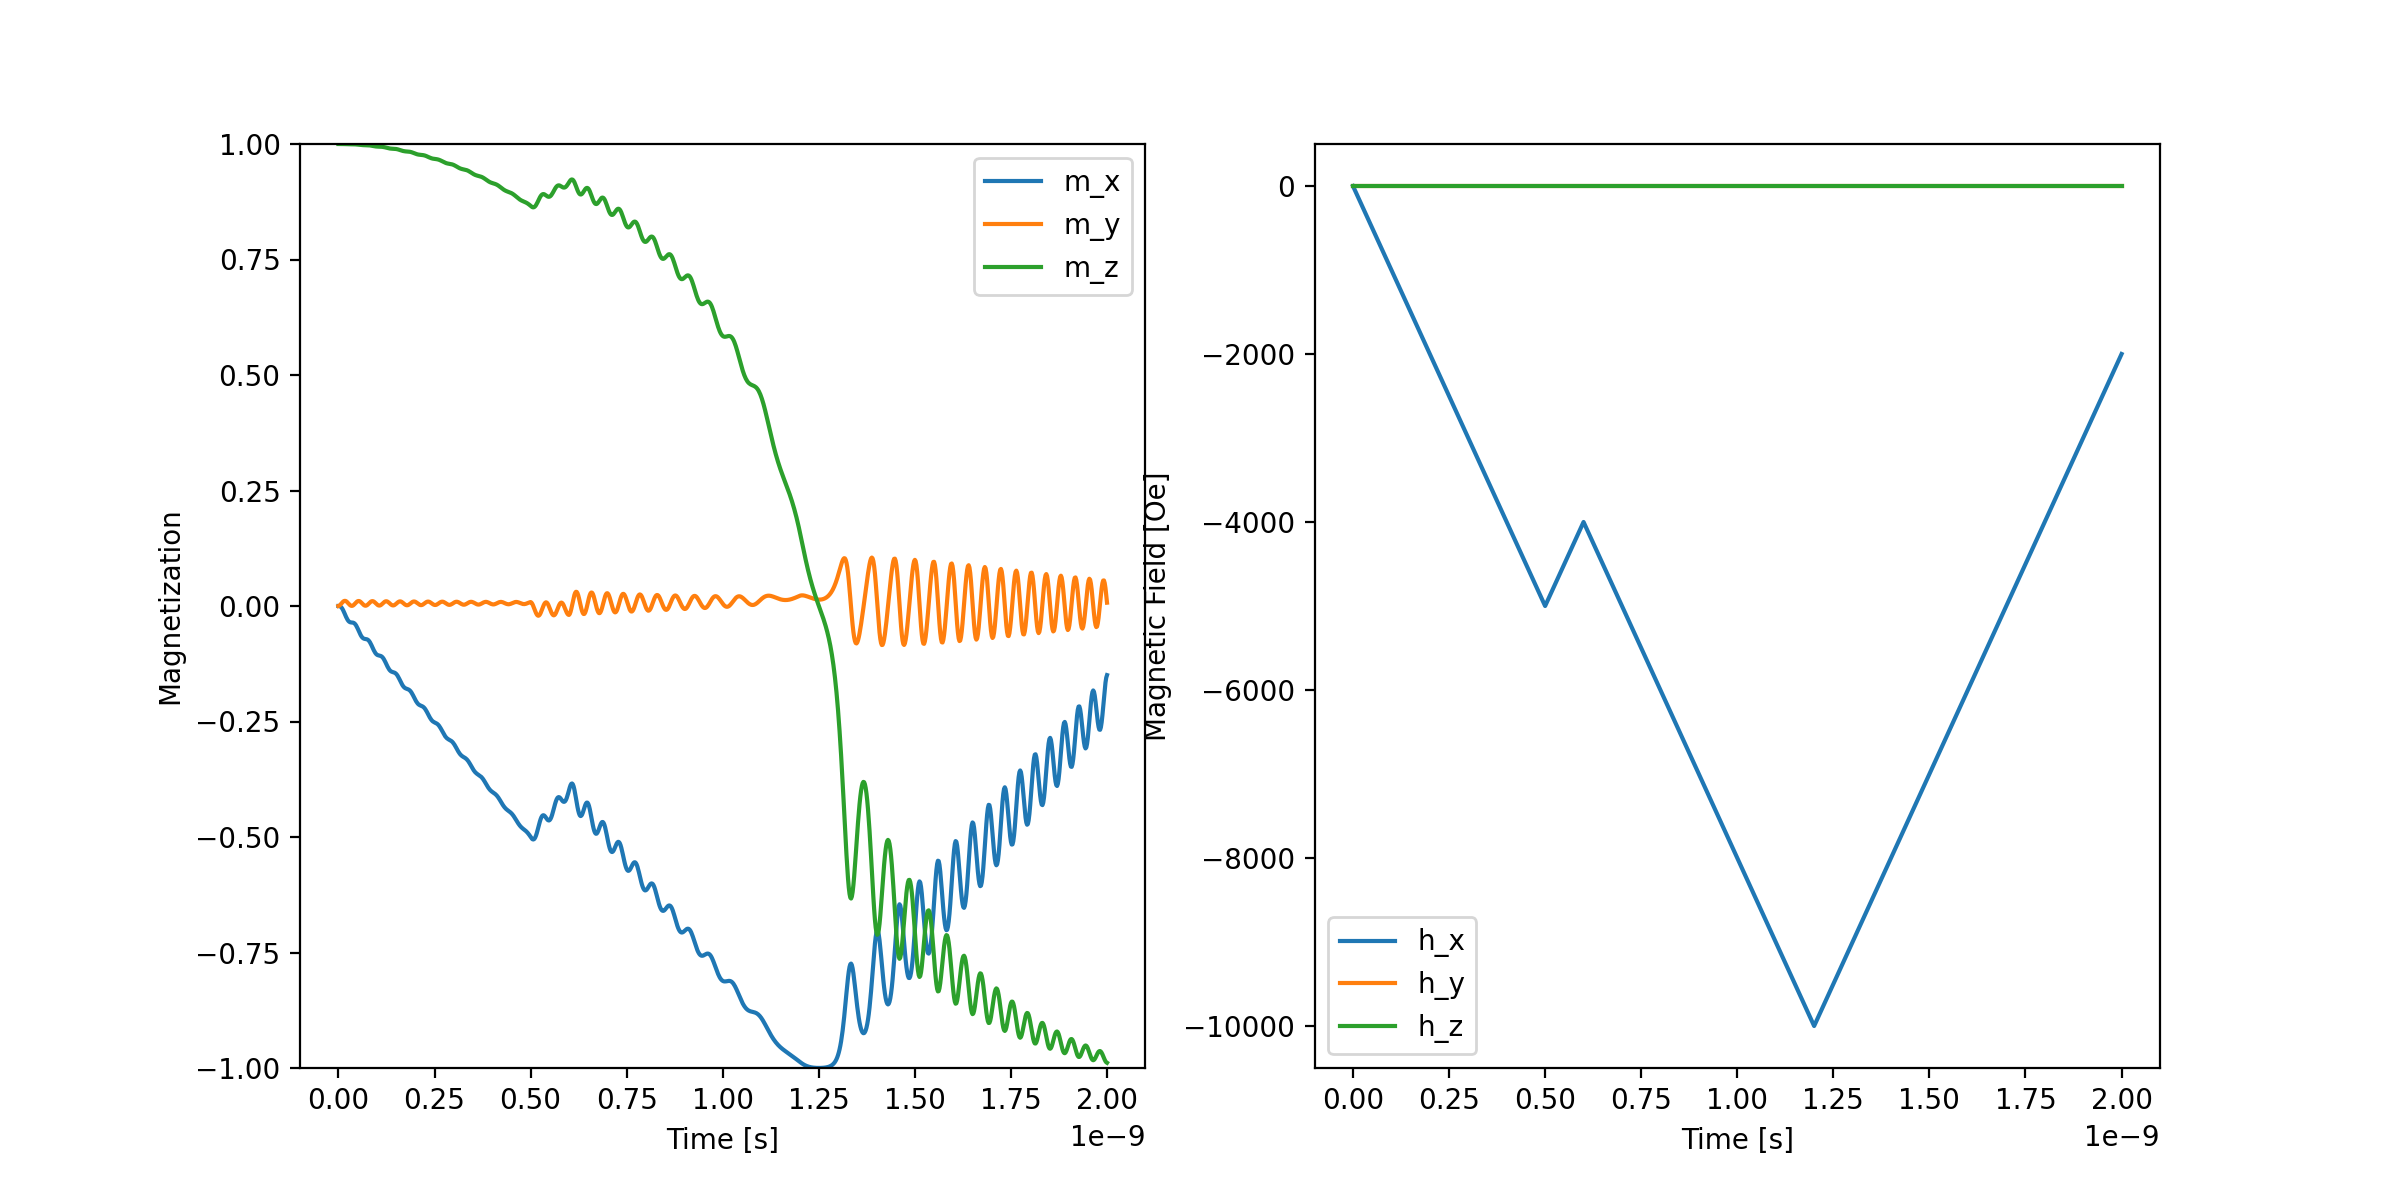 1.00
0.75
0.50
0.25
0.00
−0.25
−0.50
−0.75
−1.00
Magnetization
m_x
m_y
m_z
0.00 0.25 0.50 0.75 1.00 1.25 1.50 1.75 2.00
Time [s]
1e−9
0
−2000
−4000
−6000
−8000
−10000
Magnetic Field [Oe]
h_x
h_y
h_z
0.00 0.25 0.50 0.75 1.00 1.25 1.50 1.75 2.00
Time [s]
1e−9